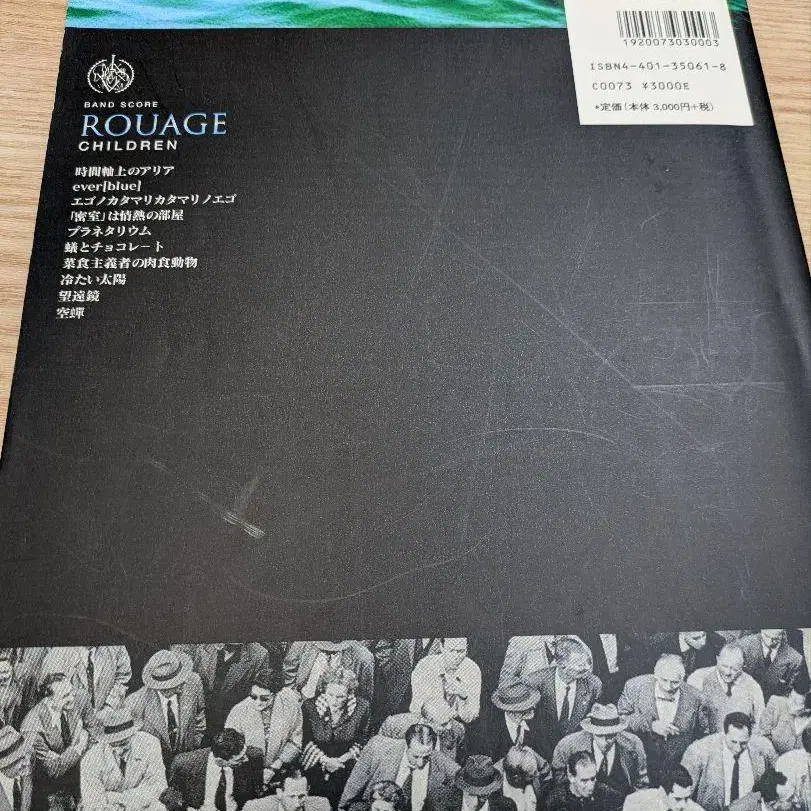 1920073030003
ISBN4-401-35061-8
C0073 ¥3000E
*定価(本体3,000円+税)
BAND SCORE
ROUAGE
CHILDREN
時間軸上のアリア
ever[blue]
エゴノカタマリカタマリノエゴ
「密室」は情熱の部屋
プラネタリウム
蟻とチョコレート
菜食主義者の肉食動物
冷たい太陽
望遠鏡
空蟬